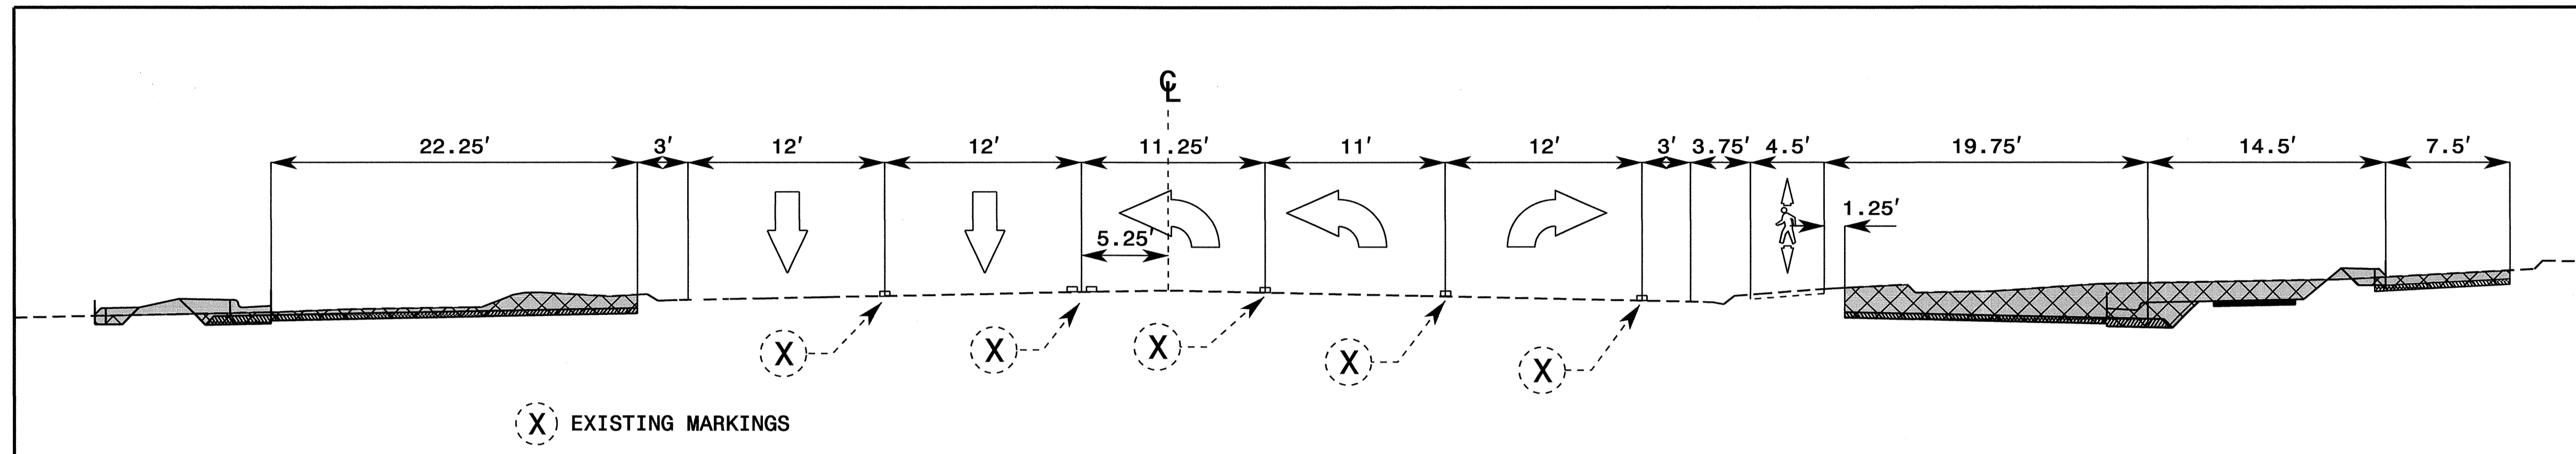 ℄
22.25' 3' 12' 12' 11.25' 11' 12' 3' 3.75' 4.5' 19.75' 14.5' 7.5'
5.25' 1.25'
X X X X X
X EXISTING MARKINGS